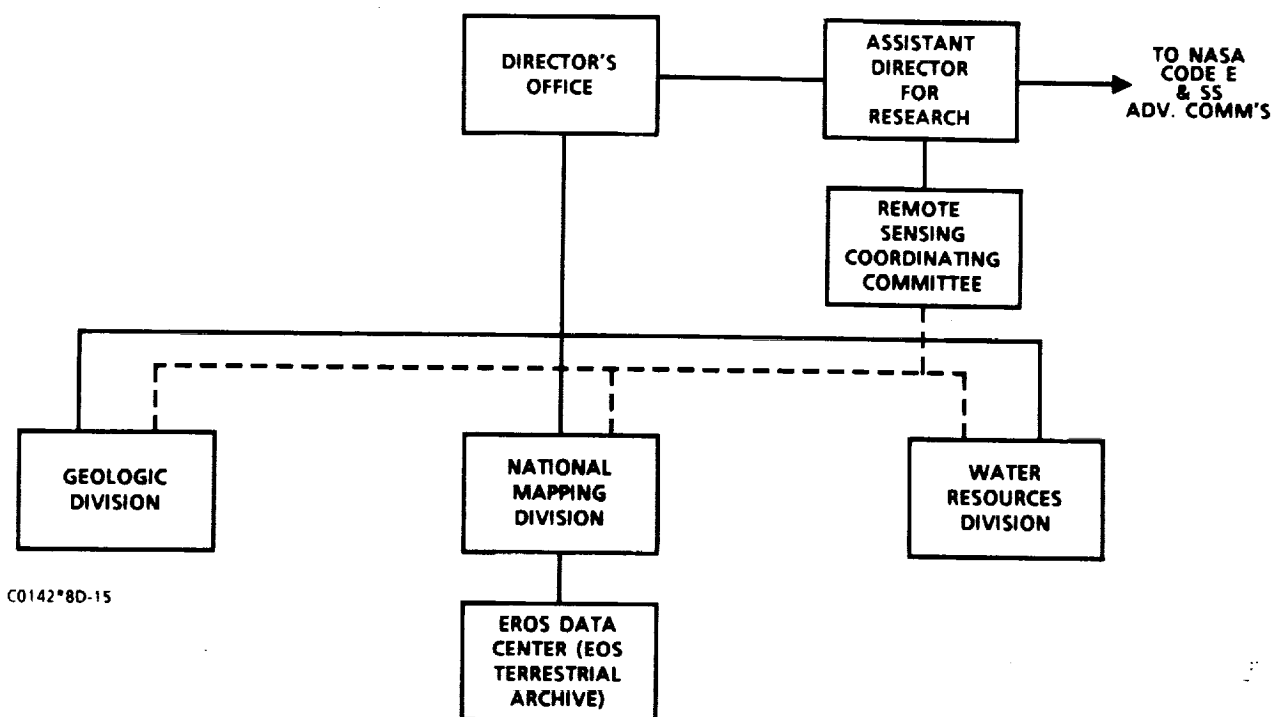 DIRECTOR'S
OFFICE
ASSISTANT
DIRECTOR
FOR
RESEARCH
TO NASA
CODE E
& SS
ADV. COMM'S
REMOTE
SENSING
COORDINATING
COMMITTEE
GEOLOGIC
DIVISION
NATIONAL
MAPPING
DIVISION
WATER
RESOURCES
DIVISION
C0142*8D-15
EROS DATA
CENTER (EOS
TERRESTRIAL
ARCHIVE)